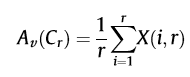 A_v(C_r) = \frac{1}{r} \sum_{i=1}^{r} X(i, r)